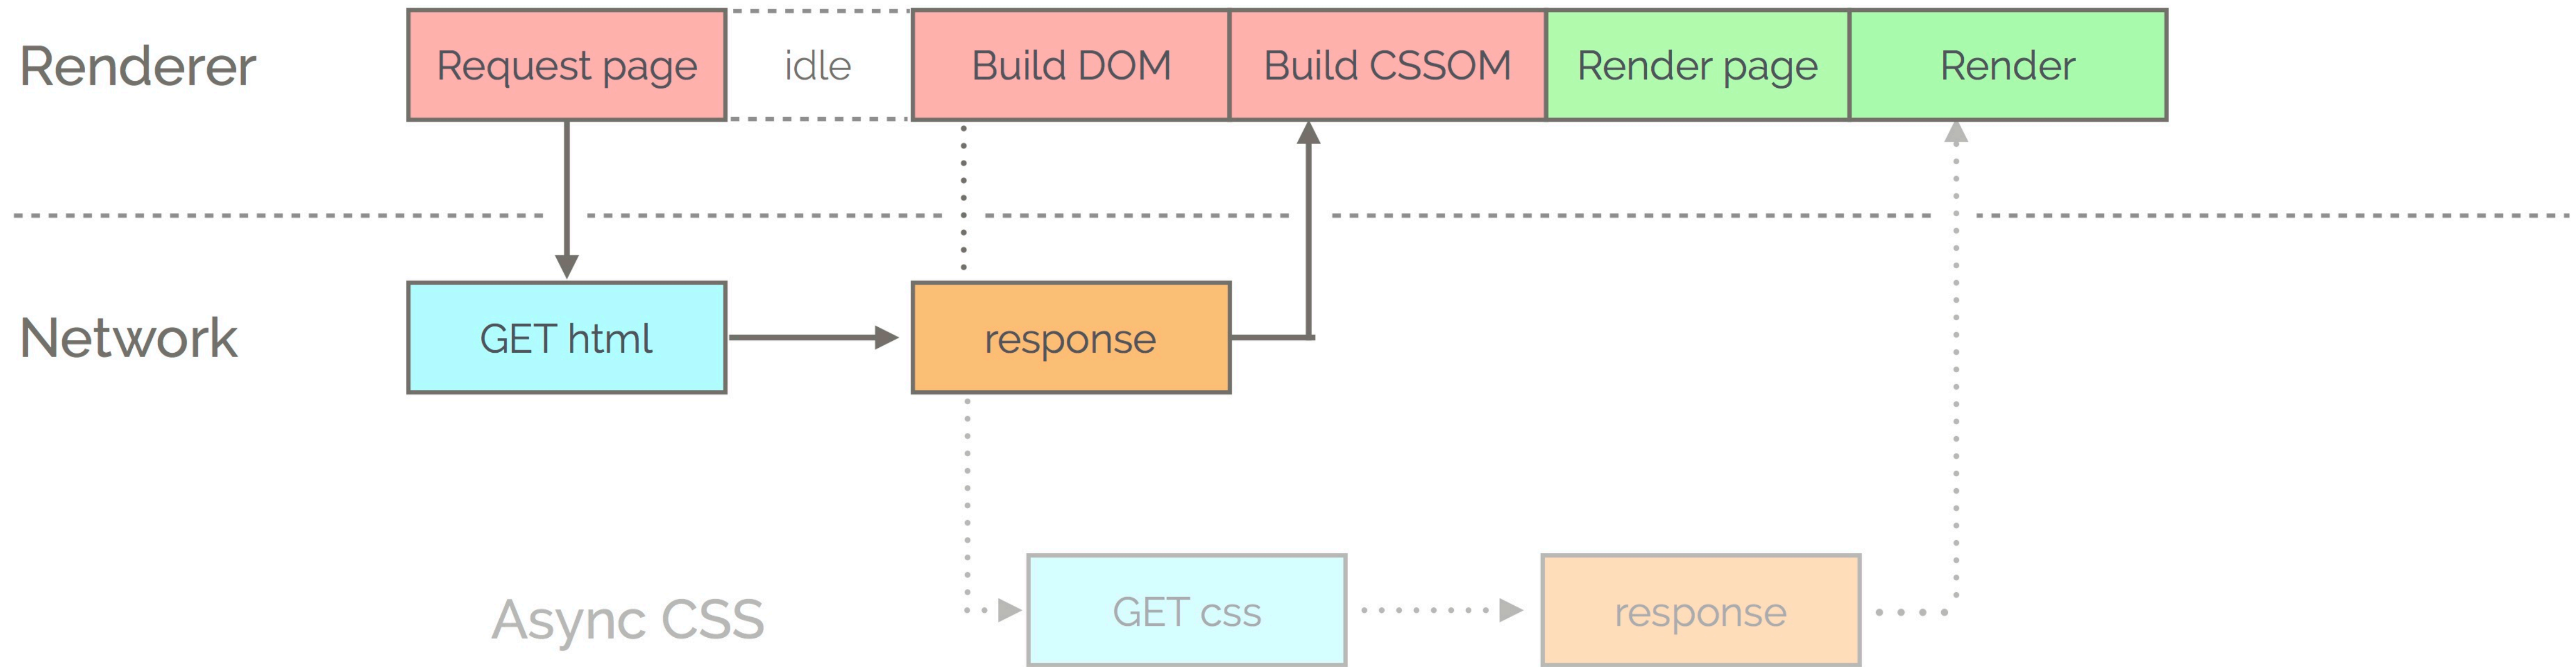 Renderer
Request page
idle
Build DOM
Build CSSOM
Render page
Render
Network
GET html
response
Async CSS
GET css
response